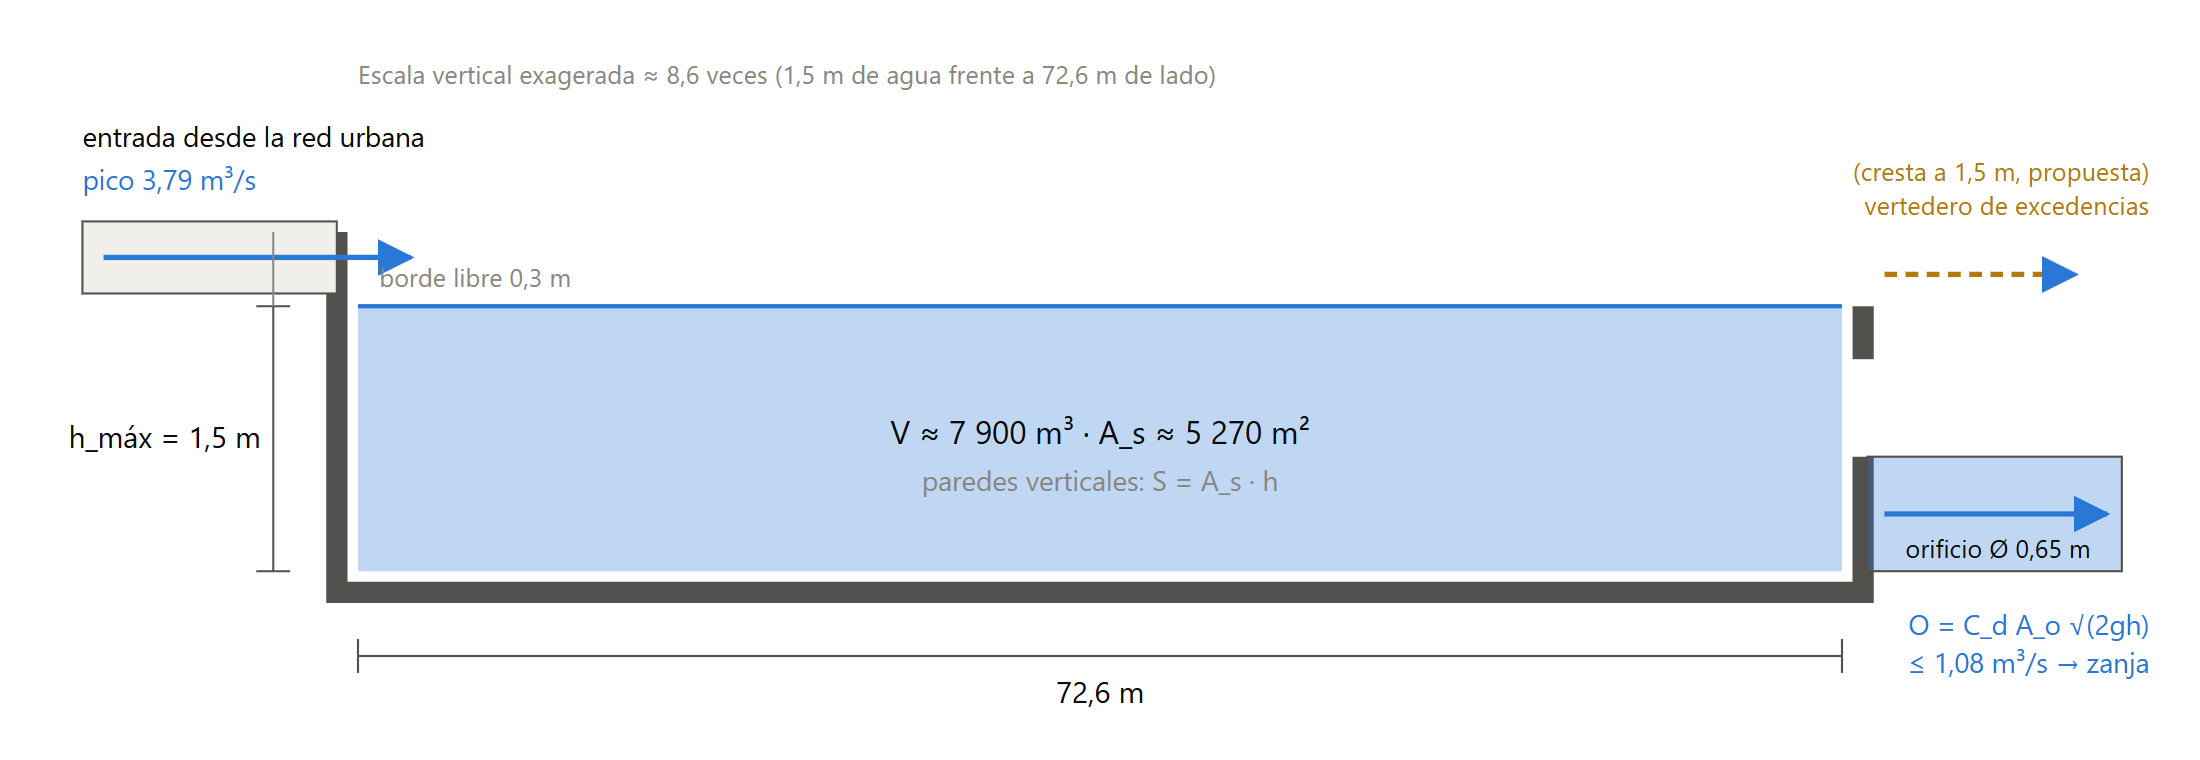 Escala vertical exagerada ≈ 8,6 veces (1,5 m de agua frente a 72,6 m de lado)
entrada desde la red urbana
pico 3,79 m³/s
(cresta a 1,5 m, propuesta)
vertedero de excedencias
borde libre 0,3 m
h_máx = 1,5 m
V ≈ 7 900 m³ · A_s ≈ 5 270 m²
paredes verticales: S = A_s · h
orificio Ø 0,65 m
O = C_d A_o √(2gh)
≤ 1,08 m³/s → zanja
72,6 m